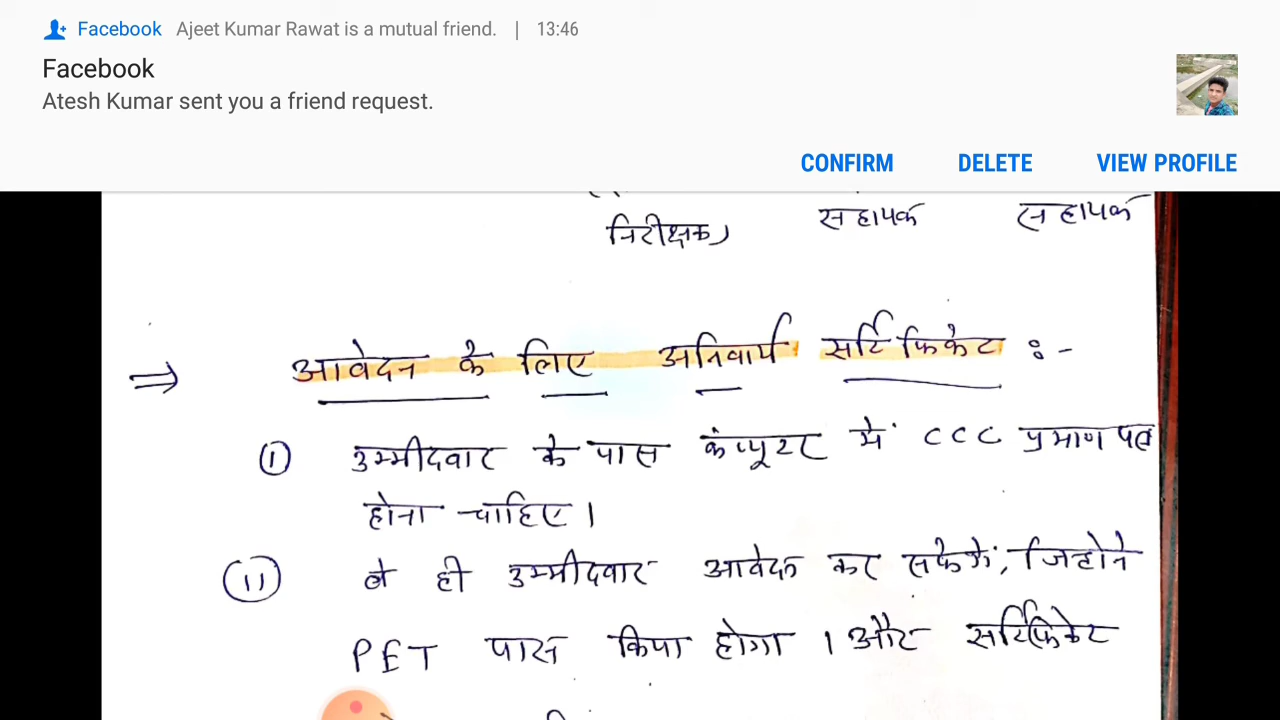 Facebook Ajeet Kumar Rawat is a mutual friend. | 13:46
Facebook
Atesh Kumar sent you a friend request.
CONFIRM DELETE VIEW PROFILE
निरीक्षक) सहायक सहायक
⇒ आवेदन के लिए अनिवार्य सर्टिफिकेट :-
(i) उम्मीदवार के पास कंप्यूटर मे CCC प्रमाण पत्र
होना चाहिए।
(ii) वे ही उम्मीदवार आवेदन कर सकेगें, जिहोने
PET पास किया होगा । और सर्टिफिकेट